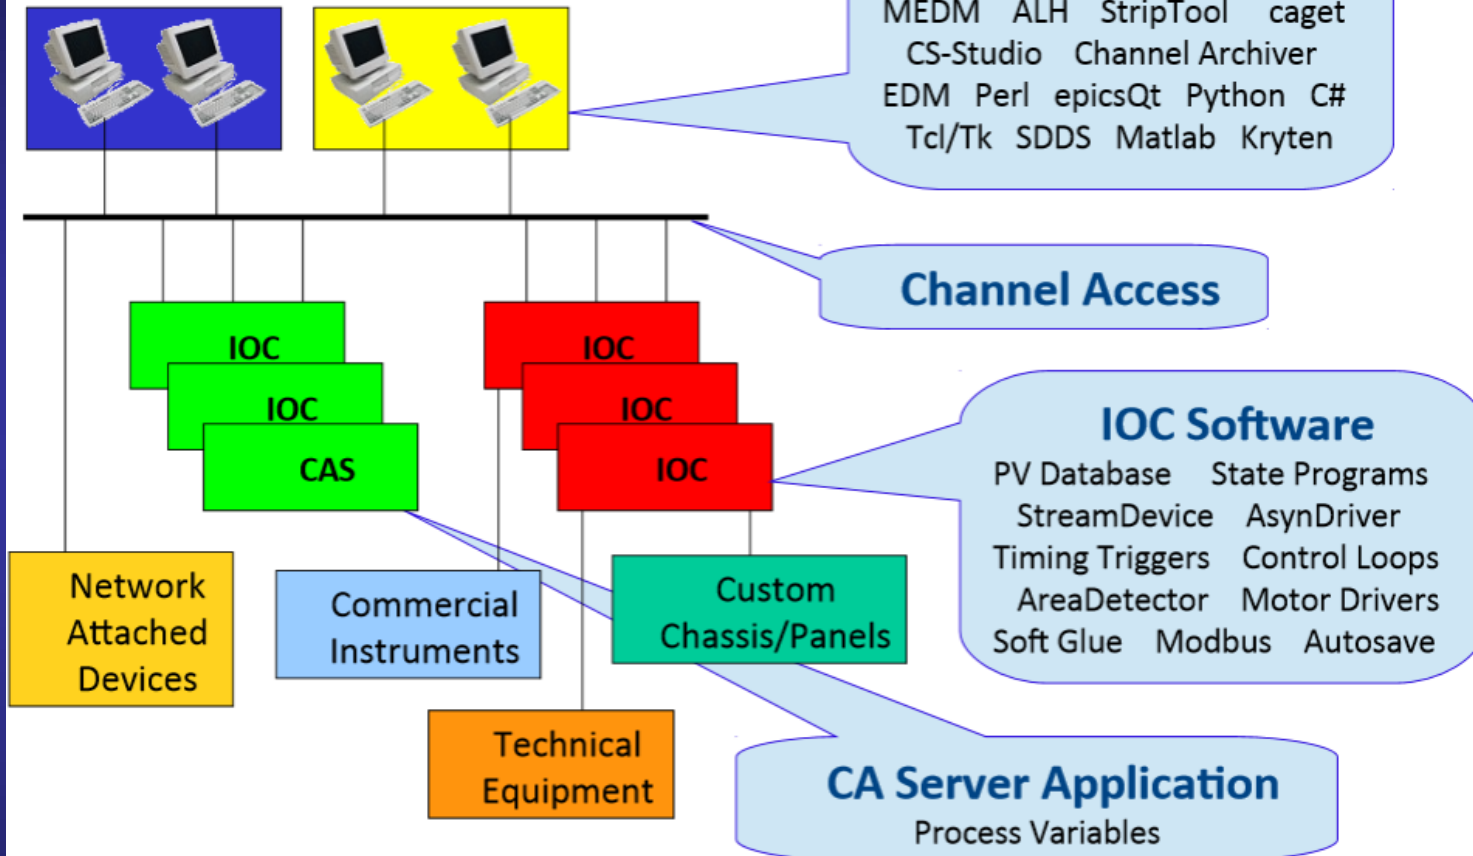 MEDM ALH StripTool caget
CS-Studio Channel Archiver
EDM Perl epicsQt Python C#
Tcl/Tk SDDS Matlab Kryten
Channel Access
IOC
IOC
CAS
IOC
IOC
IOC
IOC Software
PV Database State Programs
StreamDevice AsynDriver
Timing Triggers Control Loops
AreaDetector Motor Drivers
Soft Glue Modbus Autosave
Network
Attached
Devices
Commercial
Instruments
Custom
Chassis/Panels
Technical
Equipment
CA Server Application
Process Variables